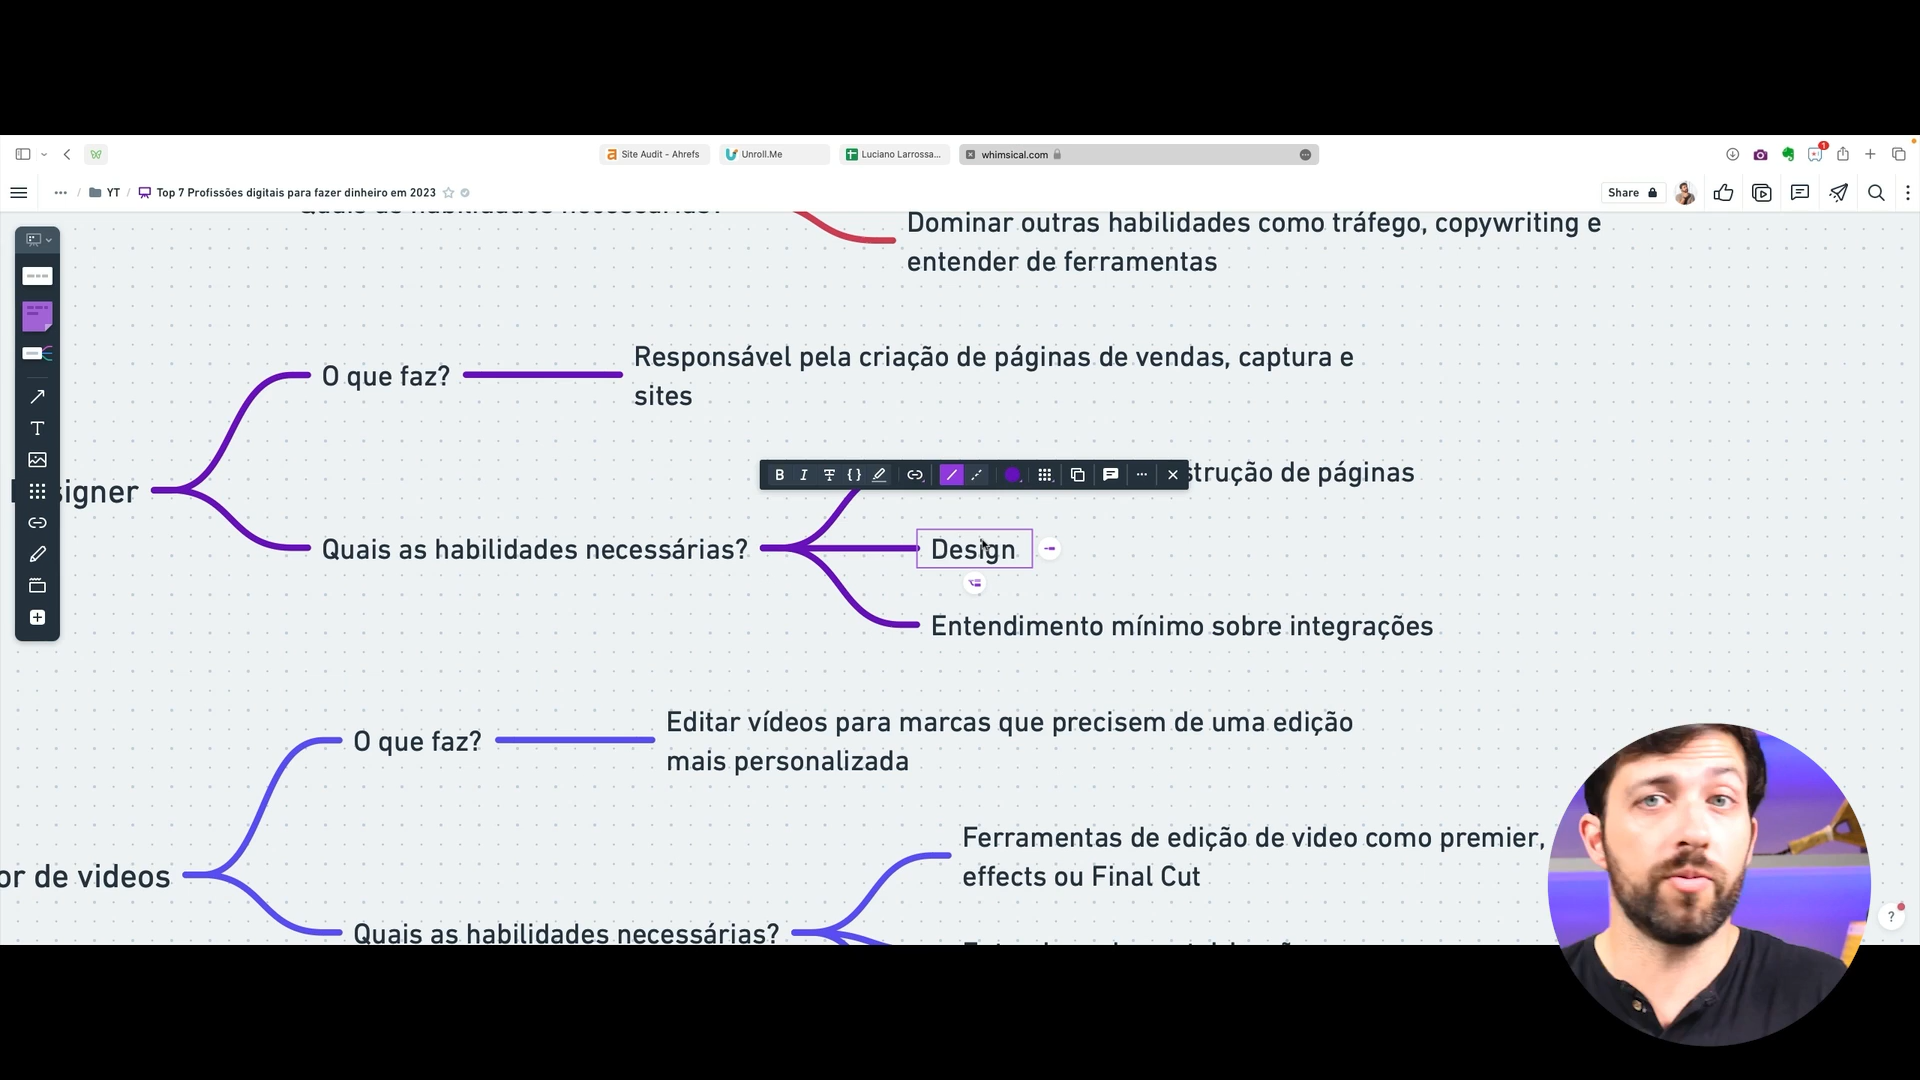 Site Audit - Ahrefs
Unroll.Me
Luciano Larrossa...
whimsical.com
1
... / YT / Top 7 Profissões digitais para fazer dinheiro em 2023
Share
Dominar outras habilidades como tráfego, copywriting e
entender de ferramentas
O que faz?
Responsável pela criação de páginas de vendas, captura e
sites
signer
Quais as habilidades necessárias?
B I T { }
strução de páginas
Design
Entendimento mínimo sobre integrações
or de videos
O que faz?
Editar vídeos para marcas que precisem de uma edição
mais personalizada
Quais as habilidades necessárias?
Ferramentas de edição de video como premier,
effects ou Final Cut
?